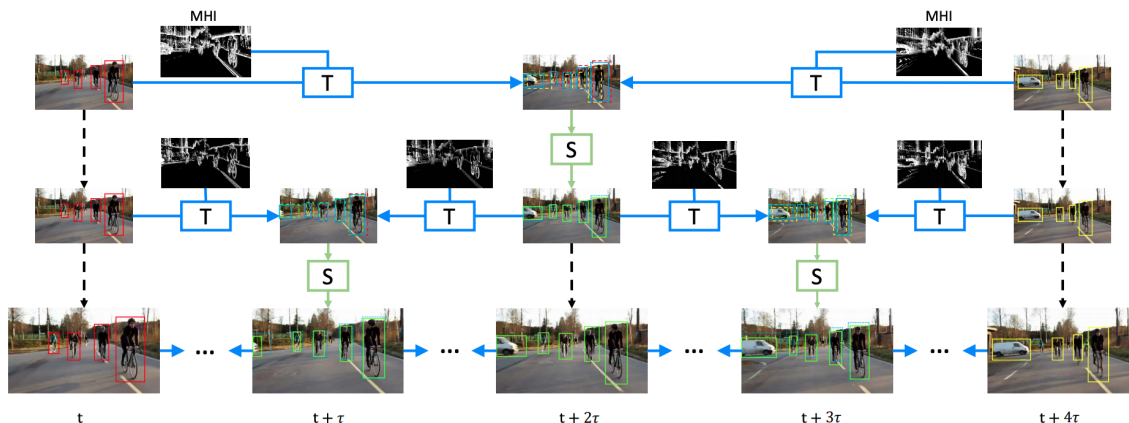 MHI MHI
T T
S
T T T T
S S
... ... ... ...
t t + τ t + 2τ t + 3τ t + 4τ